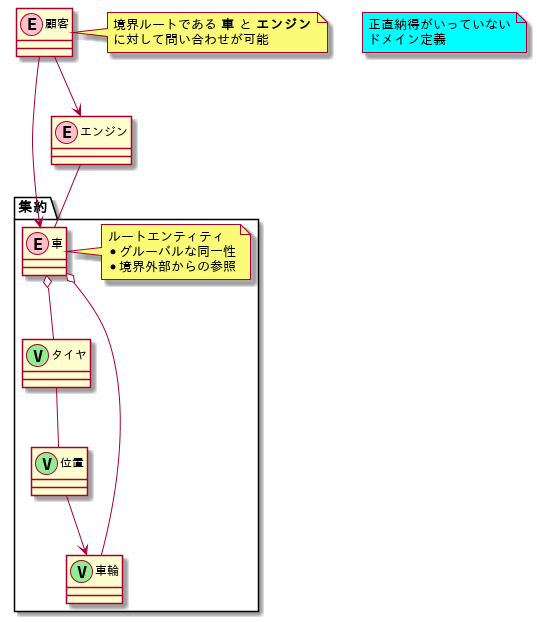 E 顧客
境界ルートである 車 と エンジン
に対して問い合わせが可能
正直納得がいっていない
ドメイン定義
E エンジン
集約
E 車
ルートエンティティ
• グルーバルな同一性
• 境界外部からの参照
V タイヤ
V 位置
V 車輪